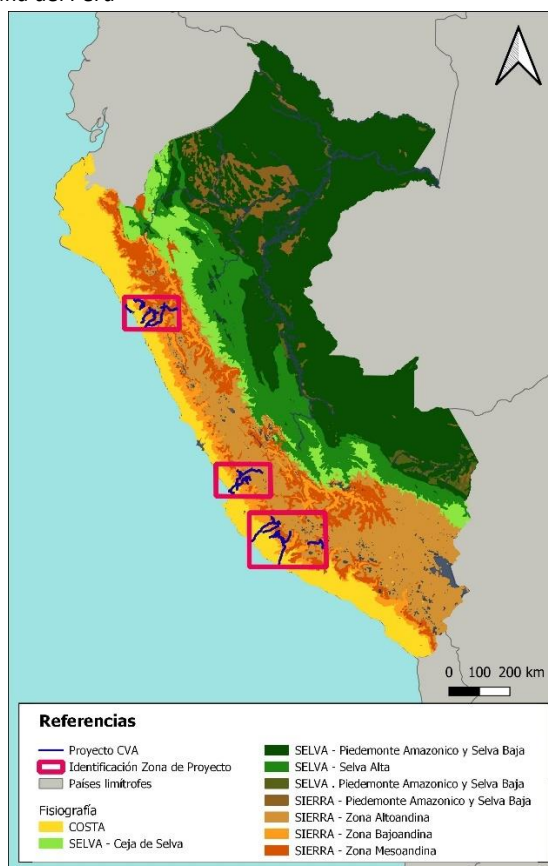 del Perú
0 100 200 km
Referencias
Proyecto CVA
Identificación Zona de Proyecto
Países limítrofes
Fisiografía
COSTA
SELVA - Ceja de Selva
SELVA - Piedemonte Amazonico y Selva Baja
SELVA - Selva Alta
SELVA . Piedemonte Amazonico y Selva Baja
SIERRA - Piedemonte Amazonico y Selva Baja
SIERRA - Zona Altoandina
SIERRA - Zona Bajoandina
SIERRA - Zona Mesoandina